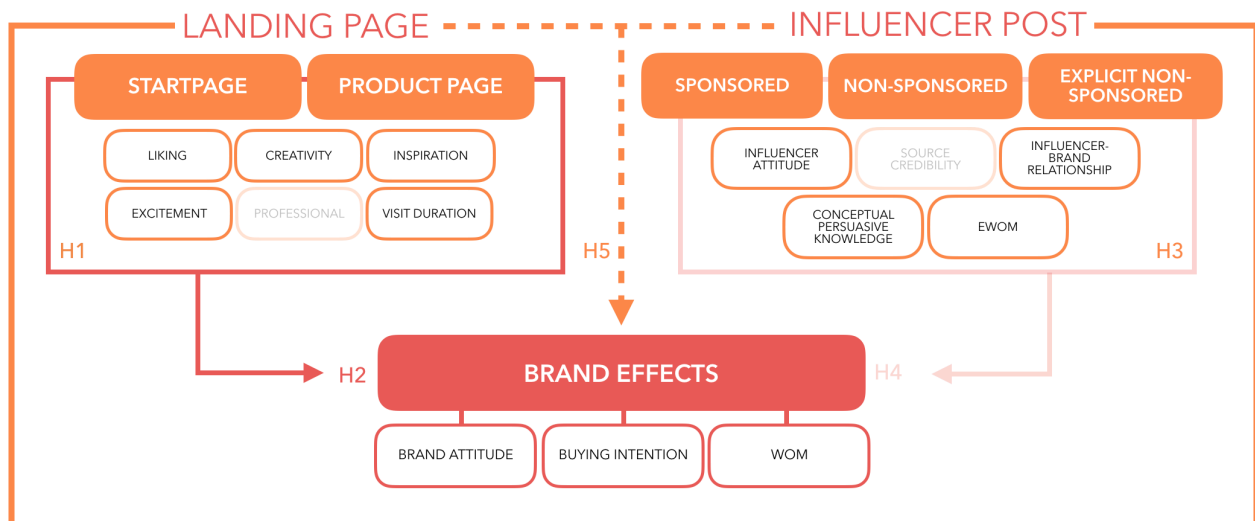 LANDING PAGE
INFLUENCER POST
STARTPAGE
PRODUCT PAGE
SPONSORED
NON-SPONSORED
EXPLICIT NON-
SPONSORED
LIKING
CREATIVITY
INSPIRATION
EXCITEMENT
PROFESSIONAL
VISIT DURATION
H1
H5
INFLUENCER
ATTITUDE
SOURCE
CREDIBILITY
INFLUENCER-
BRAND
RELATIONSHIP
CONCEPTUAL
PERSUASIVE
KNOWLEDGE
EWOM
H3
H2
BRAND EFFECTS
H4
BRAND ATTITUDE
BUYING INTENTION
WOM